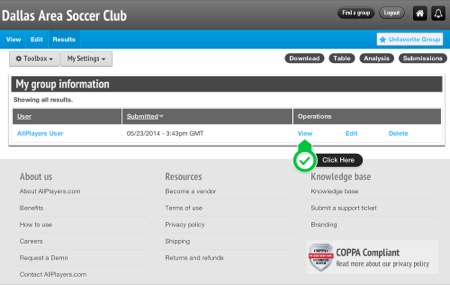 Dallas Area Soccer Club
Find a group
Logout
View Edit Results
Unfavorite Group
Toolbox
My Settings
Download Table Analysis Submissions
My group information
Showing all results.
User Submitted Operations
AllPlayers User 05/23/2014 - 3:43pm GMT View Edit Delete
Click Here
About us
About AllPlayers.com
Benefits
How to use
Careers
Request a Demo
Contact AllPlayers.com
Resources
Become a vendor
Terms of use
Privacy policy
Shipping
Returns and refunds
Knowledge base
Knowledge base
Submit a support ticket
Branding
COPPA Compliant
Read more about our privacy policy